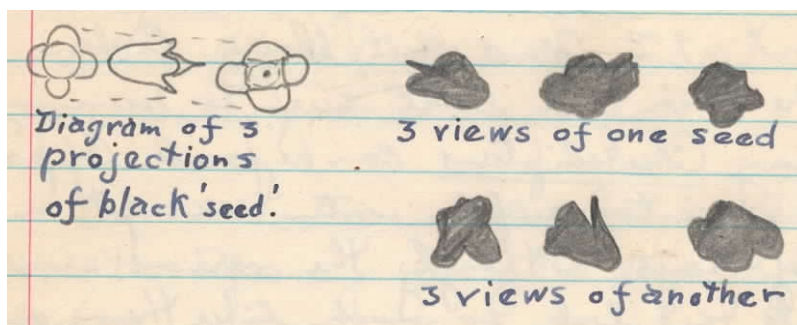 Diagram of 3
projections
of black 'seed'.
3 views of one seed
3 views of another